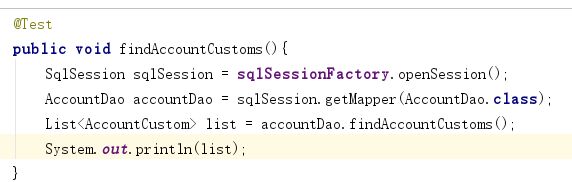 @Test
public void findAccountCustoms(){
    SqlSession sqlSession = sqlSessionFactory.openSession();
    AccountDao accountDao = sqlSession.getMapper(AccountDao.class);
    List<AccountCustom> list = accountDao.findAccountCustoms();
    System.out.println(list);
}